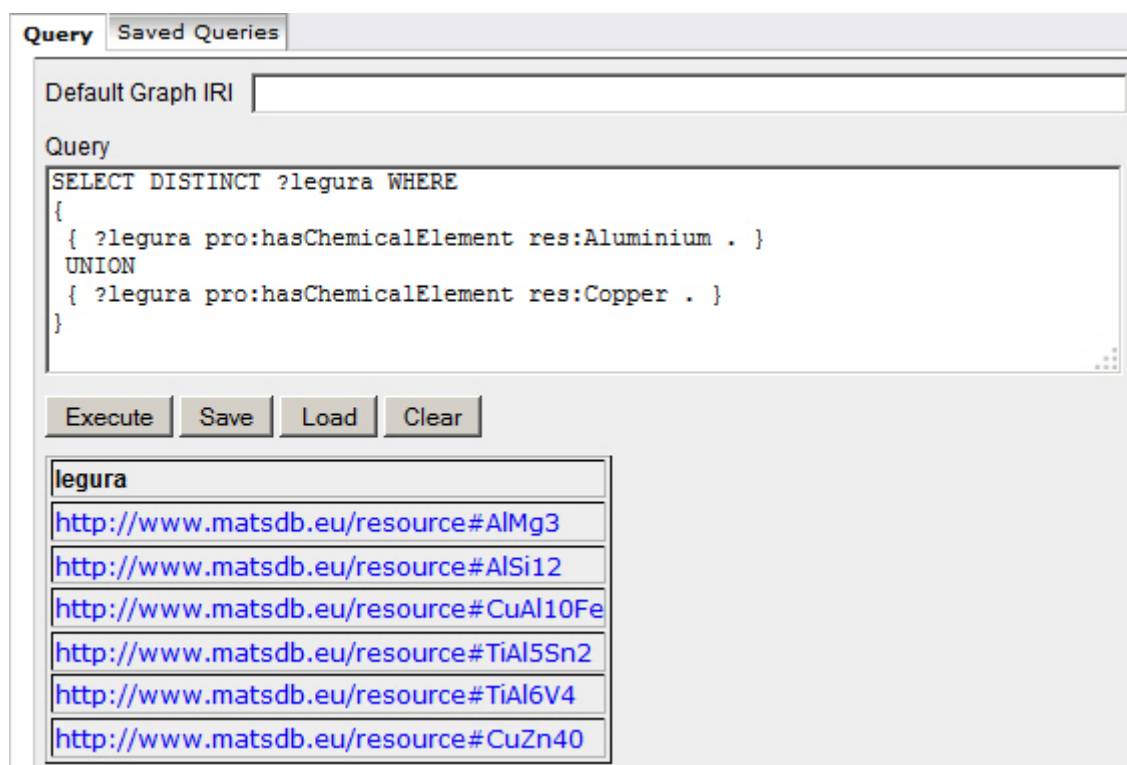 Query Saved Queries
Default Graph IRI
Query
SELECT DISTINCT ?legura WHERE
{
{ ?legura pro:hasChemicalElement res:Aluminium . }
UNION
{ ?legura pro:hasChemicalElement res:Copper . }
}
Execute Save Load Clear
legura
http://www.matsdb.eu/resource#AlMg3
http://www.matsdb.eu/resource#AlSi12
http://www.matsdb.eu/resource#CuAl10Fe
http://www.matsdb.eu/resource#TiAl5Sn2
http://www.matsdb.eu/resource#TiAl6V4
http://www.matsdb.eu/resource#CuZn40